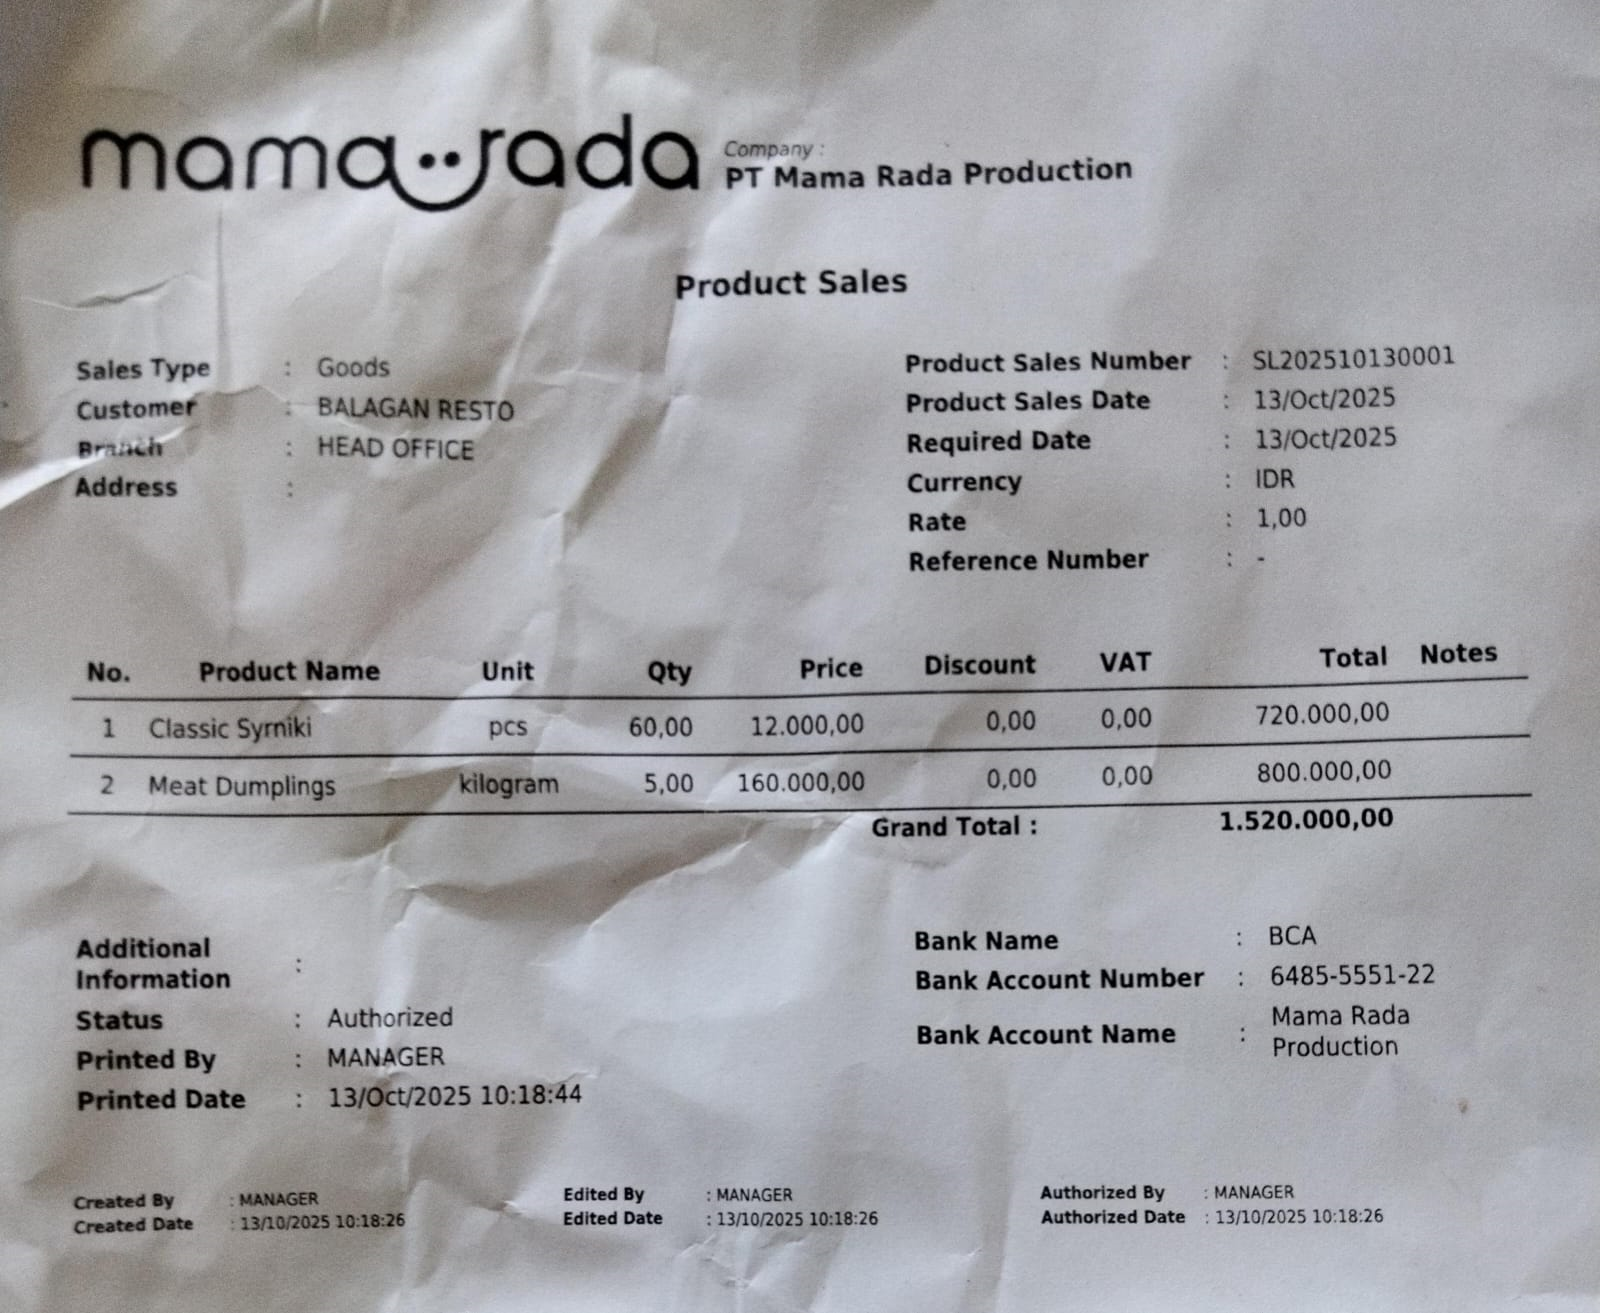 mama rada
Company :
PT Mama Rada Production
Product Sales
Sales Type : Goods
Customer : BALAGAN RESTO
Branch : HEAD OFFICE
Address :
Product Sales Number : SL202510130001
Product Sales Date : 13/Oct/2025
Required Date : 13/Oct/2025
Currency : IDR
Rate : 1,00
Reference Number : -
No. Product Name Unit Qty Price Discount VAT Total Notes
1 Classic Syrniki pcs 60,00 12.000,00 0,00 0,00 720.000,00
2 Meat Dumplings kilogram 5,00 160.000,00 0,00 0,00 800.000,00
Grand Total : 1.520.000,00
Additional
Information :
Status : Authorized
Printed By : MANAGER
Printed Date : 13/Oct/2025 10:18:44
Bank Name : BCA
Bank Account Number : 6485-5551-22
Bank Account Name : Mama Rada
Production
Created By : MANAGER
Created Date : 13/10/2025 10:18:26
Edited By : MANAGER
Edited Date : 13/10/2025 10:18:26
Authorized By : MANAGER
Authorized Date : 13/10/2025 10:18:26